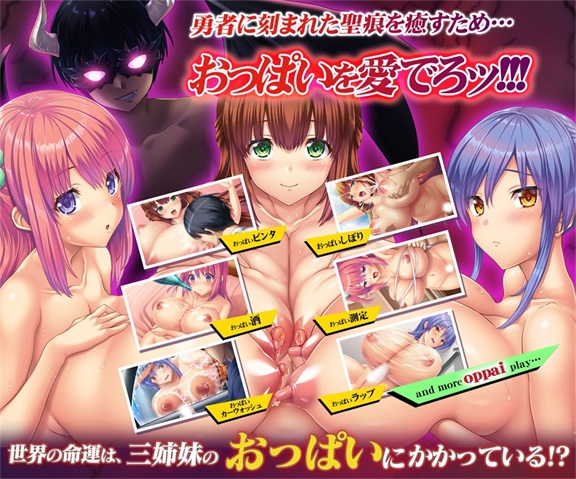 勇者に刻まれた聖痕を癒すため…
おっぱいを愛でろッ!!!
おっぱいビンタ
おっぱいしぼり
おっぱい酒
おっぱい測定
おっぱい
カーウォッシュ
おっぱいラップ
and more oppai play...
世界の命運は、三姉妹のおっぱいにかかっている!?